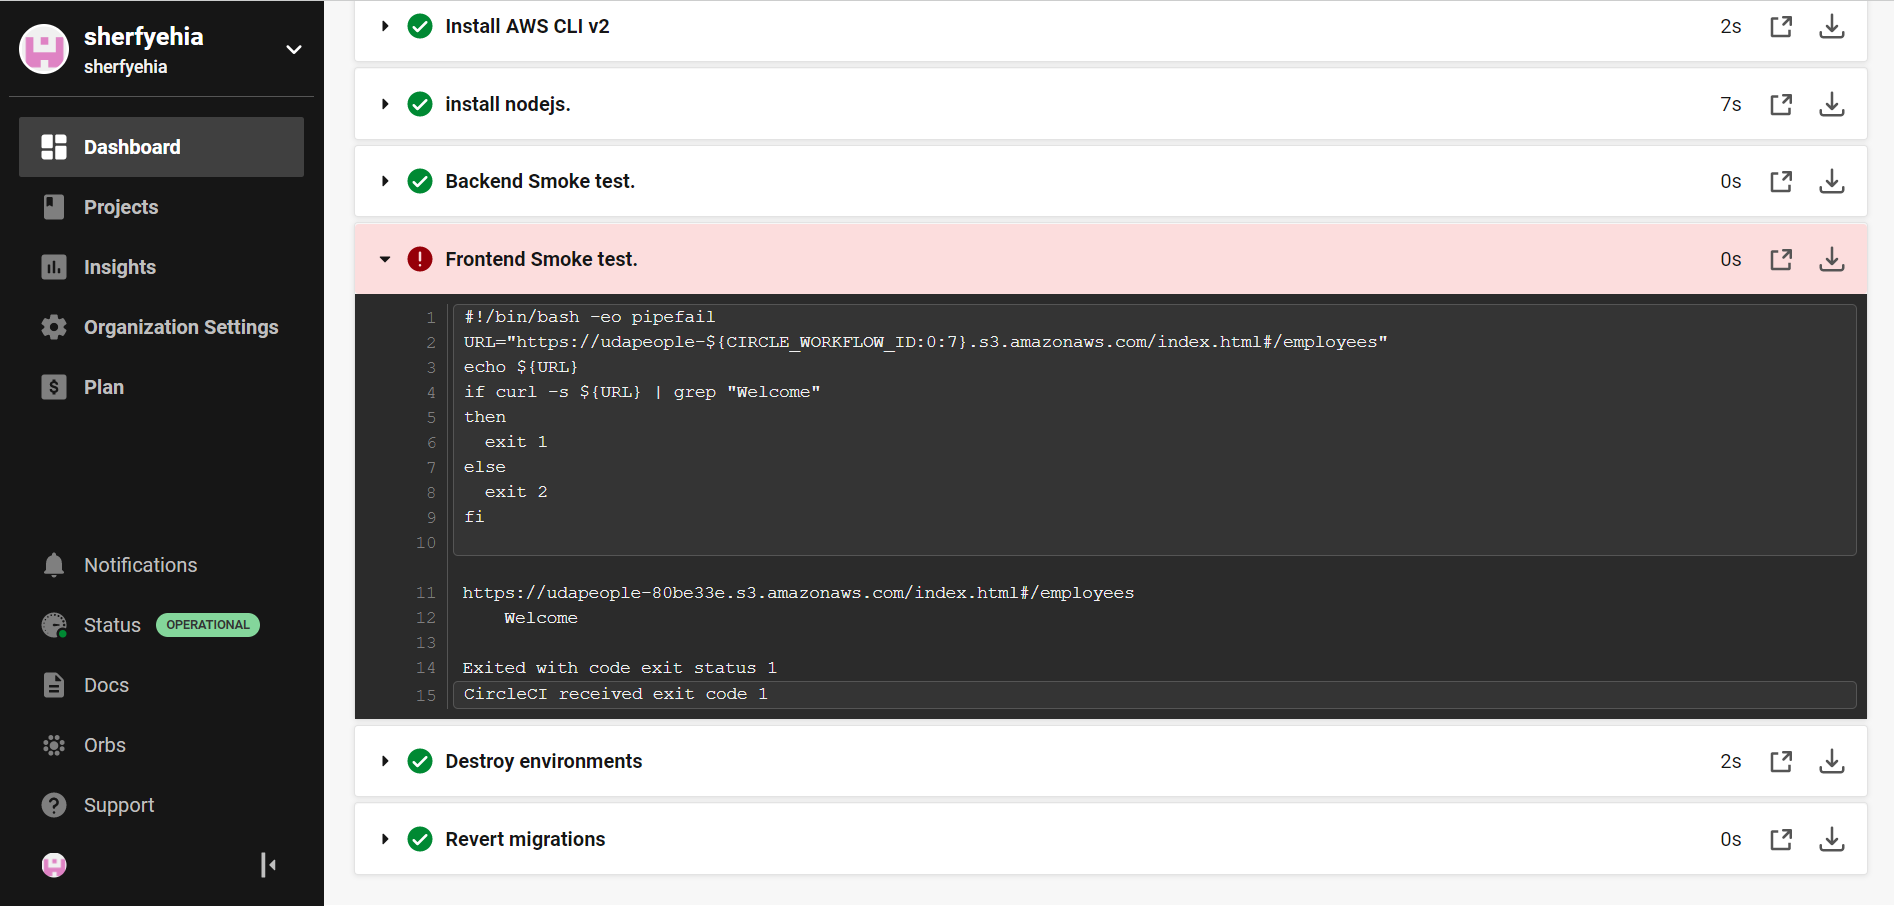 sherfyehia
sherfyehia
Dashboard
Projects
Insights
Organization Settings
Plan
Notifications
Status OPERATIONAL
Docs
Orbs
Support
Install AWS CLI v2 2s
install nodejs. 7s
Backend Smoke test. 0s
Frontend Smoke test. 0s
1 #!/bin/bash -eo pipefail
2 URL="https://udapeople-${CIRCLE_WORKFLOW_ID:0:7}.s3.amazonaws.com/index.html#/employees"
3 echo ${URL}
4 if curl -s ${URL} | grep "Welcome"
5 then
6   exit 1
7 else
8   exit 2
9 fi
10
11 https://udapeople-80be33e.s3.amazonaws.com/index.html#/employees
12     Welcome
13
14 Exited with code exit status 1
15 CircleCI received exit code 1
Destroy environments 2s
Revert migrations 0s